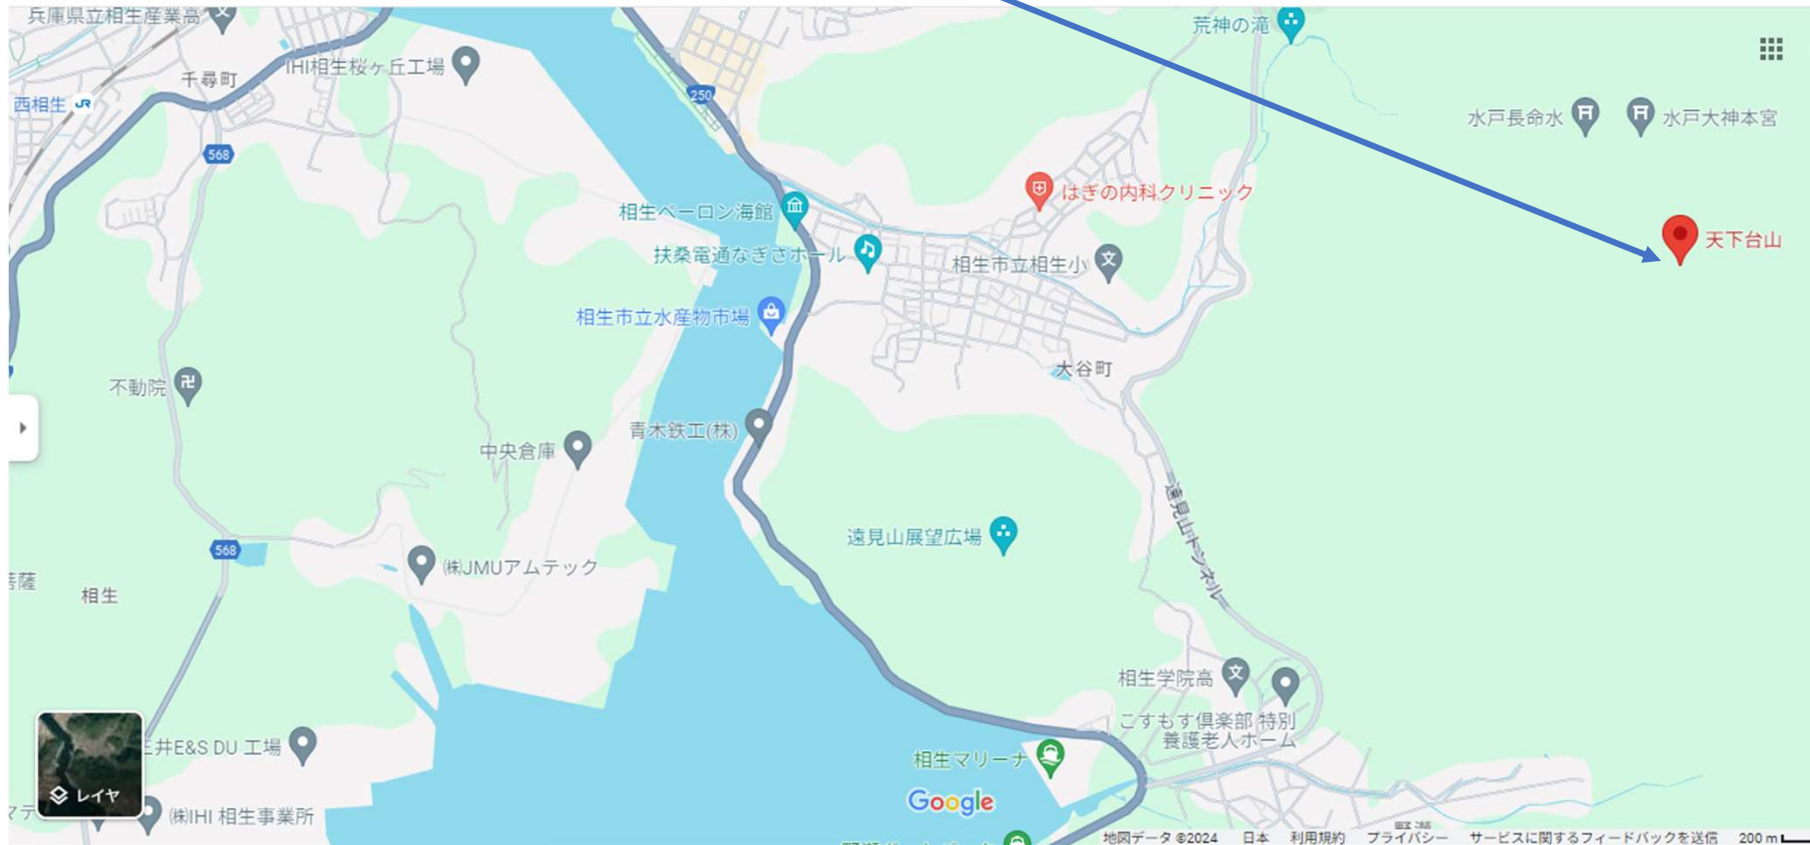 兵庫県立相生産業高
荒神の滝
IHI相生桜ヶ丘工場
千尋町
西相生 JR
250
水戸長命水
水戸大神本宮
568
はぎの内科クリニック
相生ペーロン海館
天下台山
扶桑電通なぎさホール
相生市立相生小
相生市立水産物市場
大谷町
不動院
青木鉄工(株)
中央倉庫
遠見山トンネル
遠見山展望広場
568
㈱JMUアムテック
菩薩
相生
相生学院高
こすもす倶楽部 特別
養護老人ホーム
三井E&S DU 工場
相生マリーナ
レイヤ
Google
㈱IHI 相生事業所
マテ
野瀬
地図データ ©2024 日本 利用規約 プライバシー サービスに関するフィードバックを送信 200 m